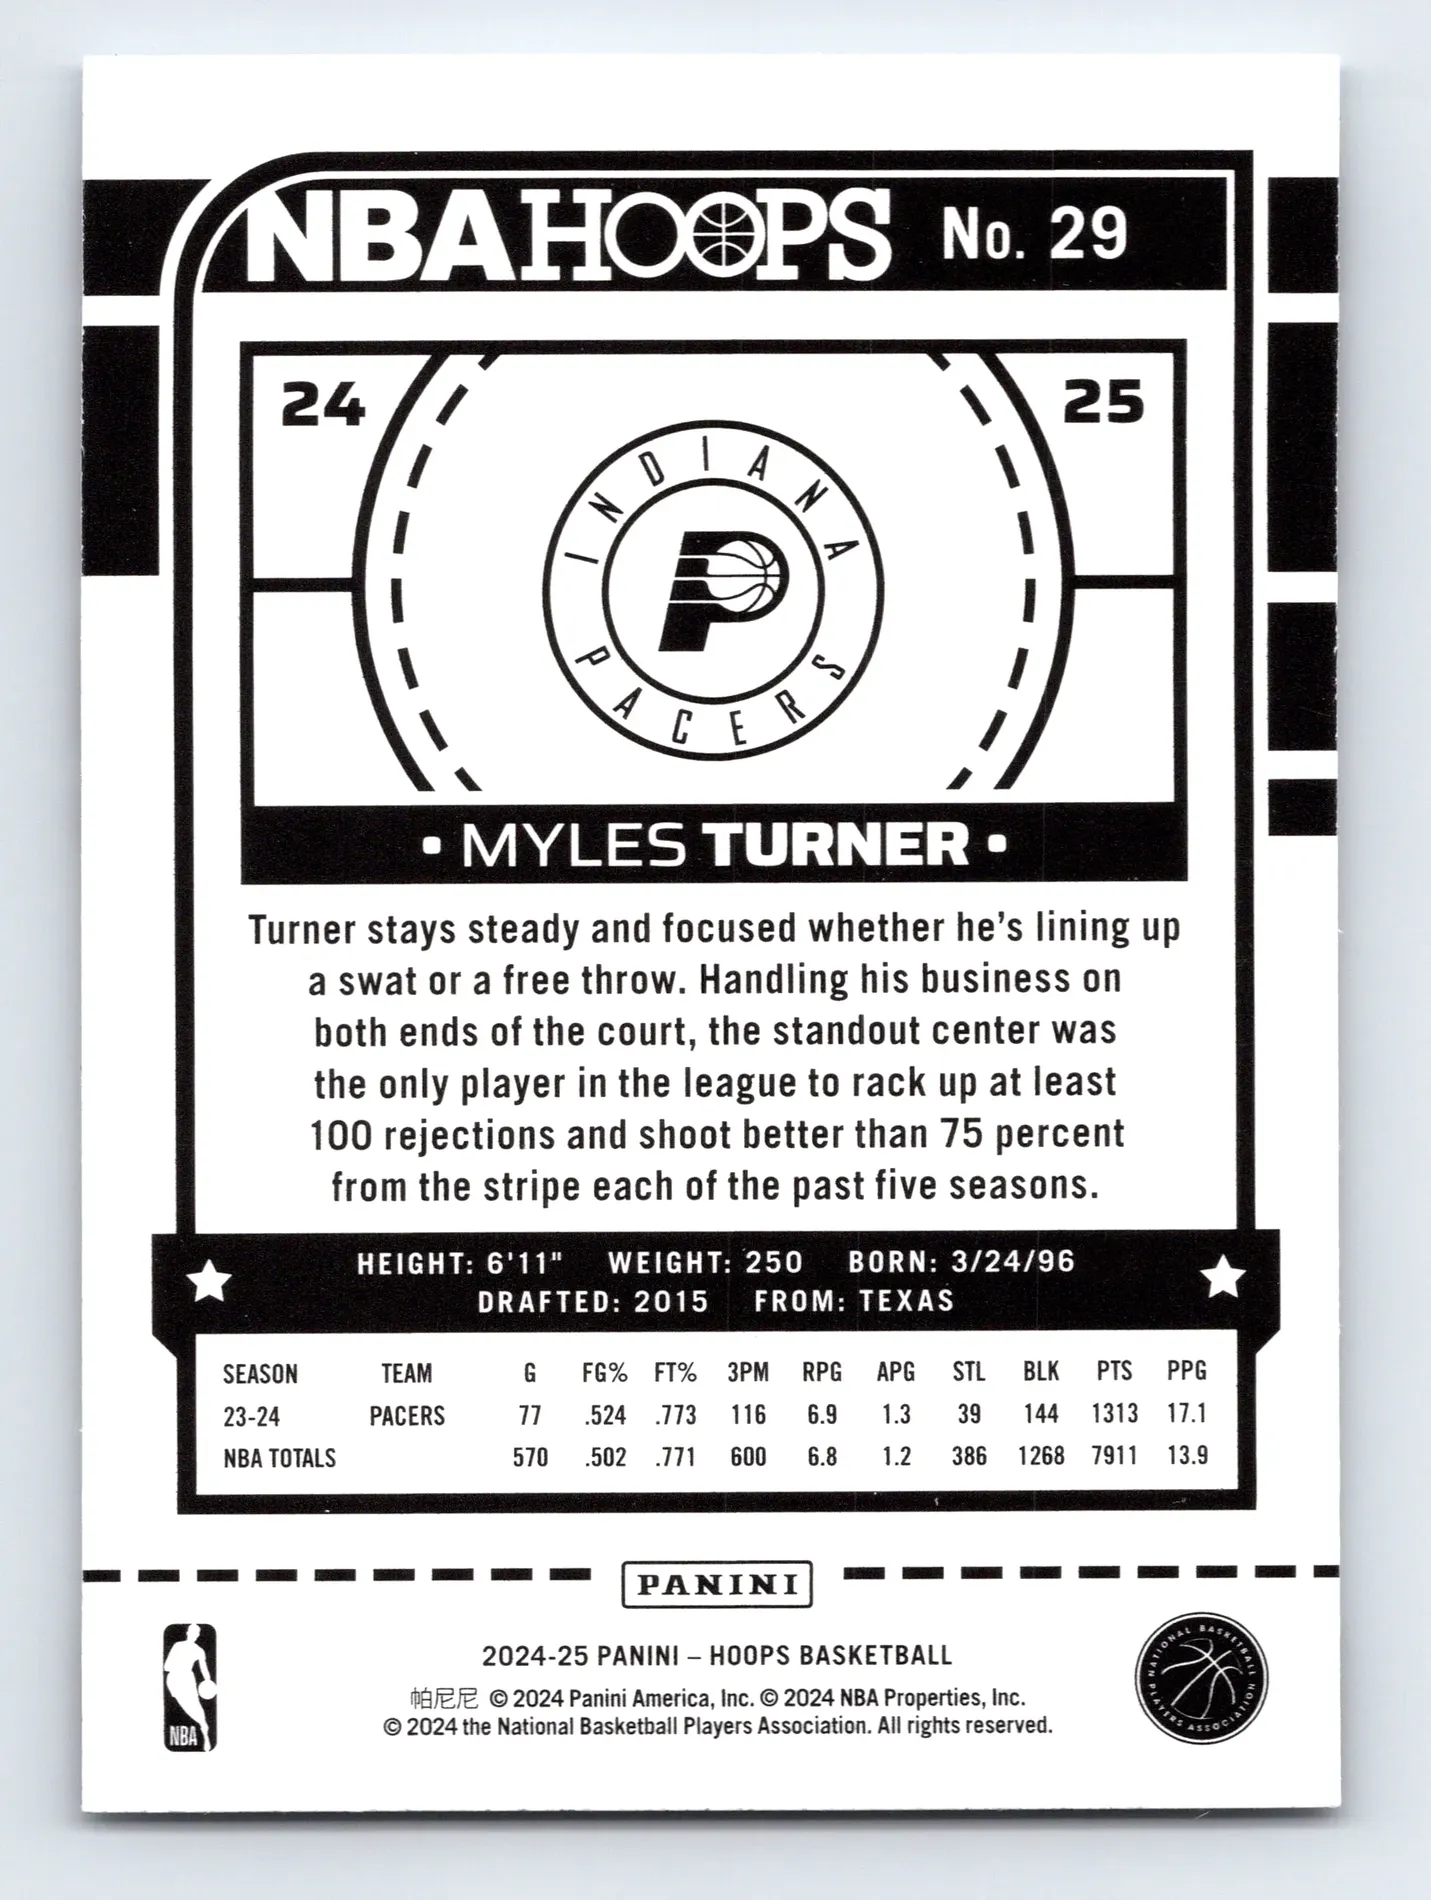 NBA HOOPS No. 29
24 25
INDIANA
P
PACERS
• MYLES TURNER •
Turner stays steady and focused whether he's lining up
a swat or a free throw. Handling his business on
both ends of the court, the standout center was
the only player in the league to rack up at least
100 rejections and shoot better than 75 percent
from the stripe each of the past five seasons.
HEIGHT: 6'11" WEIGHT: 250 BORN: 3/24/96
DRAFTED: 2015 FROM: TEXAS
SEASON TEAM G FG% FT% 3PM RPG APG STL BLK PTS PPG
23-24 PACERS 77 .524 .773 116 6.9 1.3 39 144 1313 17.1
NBA TOTALS 570 .502 .771 600 6.8 1.2 386 1268 7911 13.9
PANINI
2024-25 PANINI – HOOPS BASKETBALL
帕尼尼 © 2024 Panini America, Inc. © 2024 NBA Properties, Inc.
© 2024 the National Basketball Players Association. All rights reserved.
NBA
NATIONAL BASKETBALL
PLAYERS ASSOCIATION